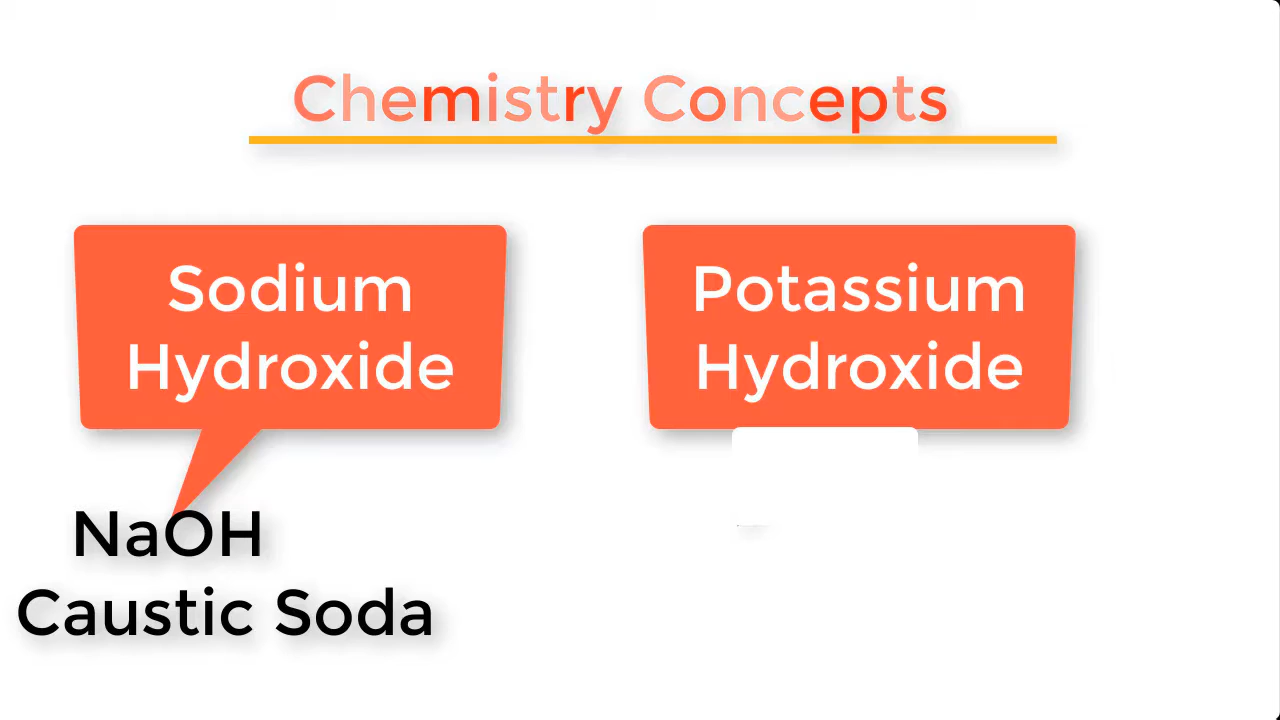 Chemistry Concepts
Sodium
Hydroxide
Potassium
Hydroxide
NaOH
Caustic Soda